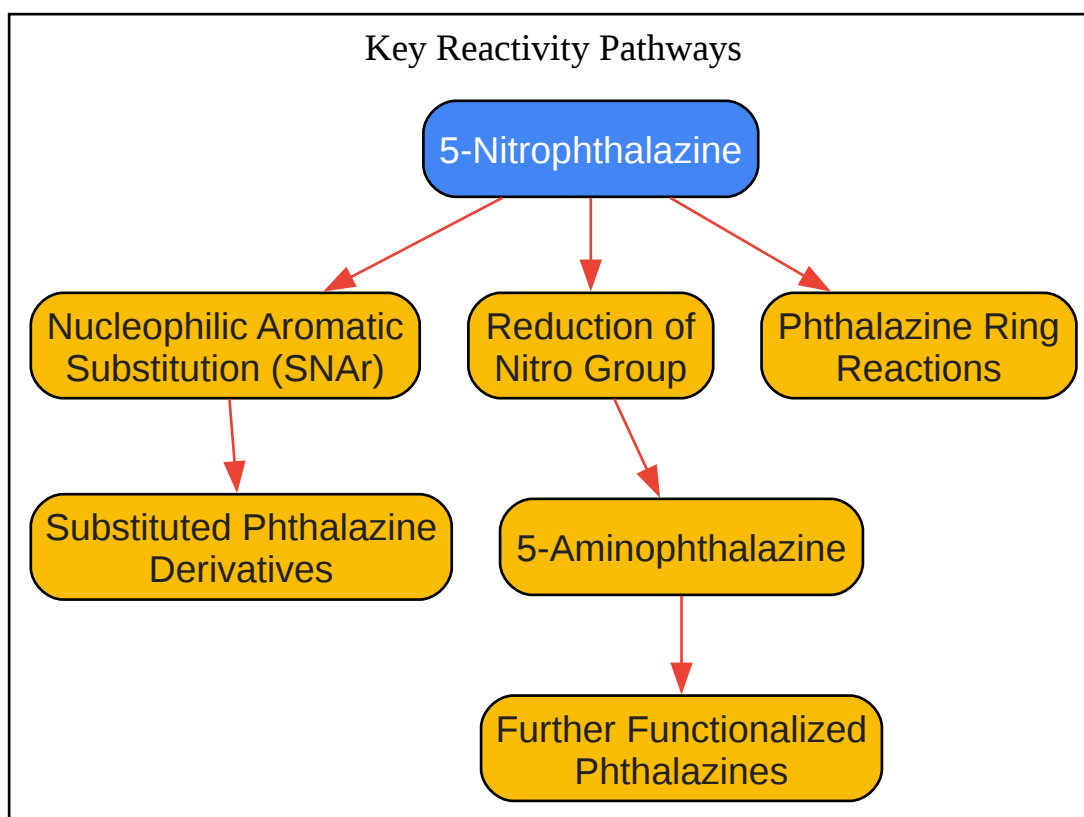 Key Reactivity Pathways
5-Nitrophthalazine
Nucleophilic Aromatic
Substitution (SNAr)
Reduction of
Nitro Group
Phthalazine Ring
Reactions
Substituted Phthalazine
Derivatives
5-Aminophthalazine
Further Functionalized
Phthalazines